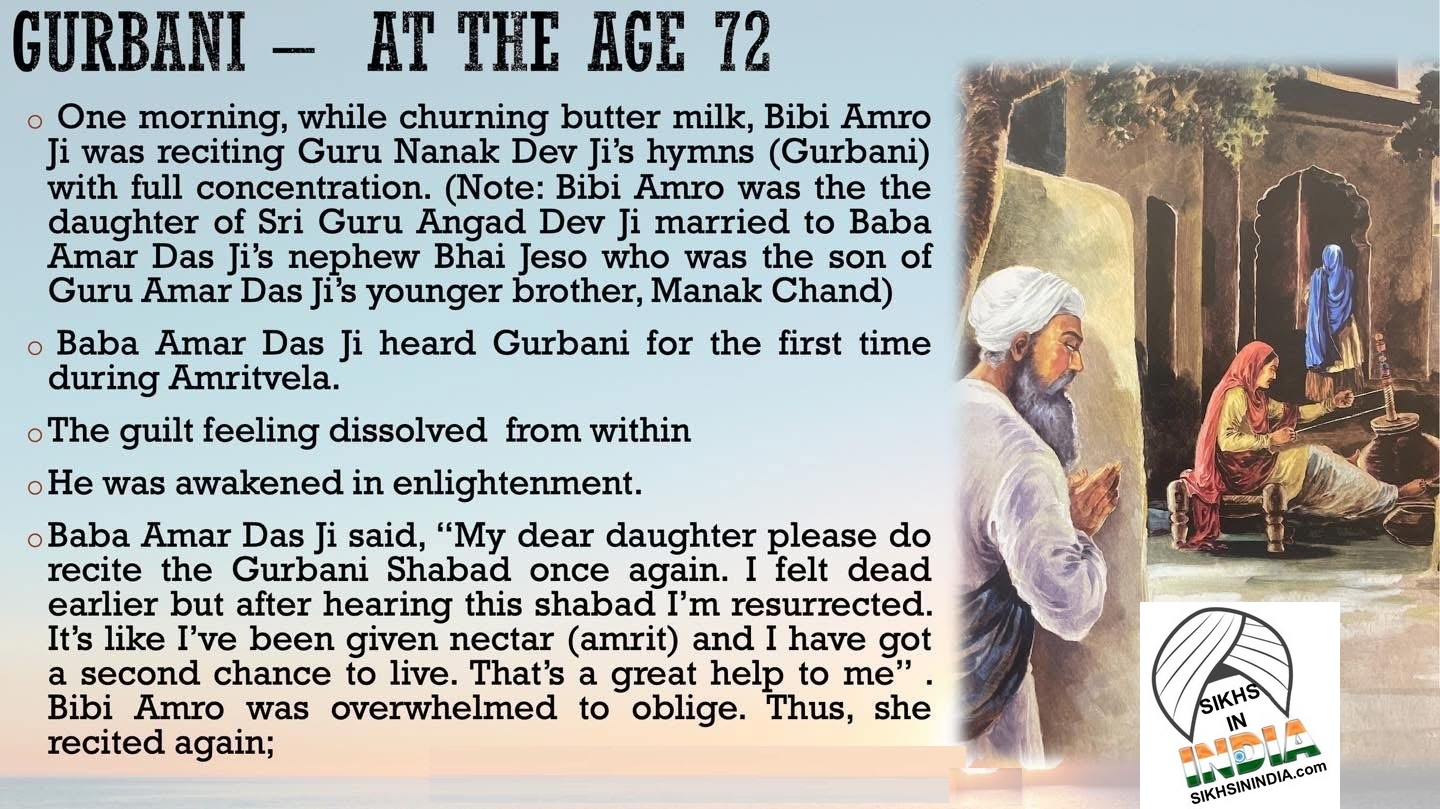 GURBANI – AT THE AGE 72
○ One morning, while churning butter milk, Bibi Amro
Ji was reciting Guru Nanak Dev Ji’s hymns (Gurbani)
with full concentration. (Note: Bibi Amro was the the
daughter of Sri Guru Angad Dev Ji married to Baba
Amar Das Ji’s nephew Bhai Jeso who was the son of
Guru Amar Das Ji’s younger brother, Manak Chand)
○ Baba Amar Das Ji heard Gurbani for the first time
during Amritvela.
○ The guilt feeling dissolved from within
○ He was awakened in enlightenment.
○ Baba Amar Das Ji said, “My dear daughter please do
recite the Gurbani Shabad once again. I felt dead
earlier but after hearing this shabad I’m resurrected.
It’s like I’ve been given nectar (amrit) and I have got
a second chance to live. That’s a great help to me” .
Bibi Amro was overwhelmed to oblige. Thus, she
recited again;
SIKHS
IN
INDIA
SIKHSININDIA.com